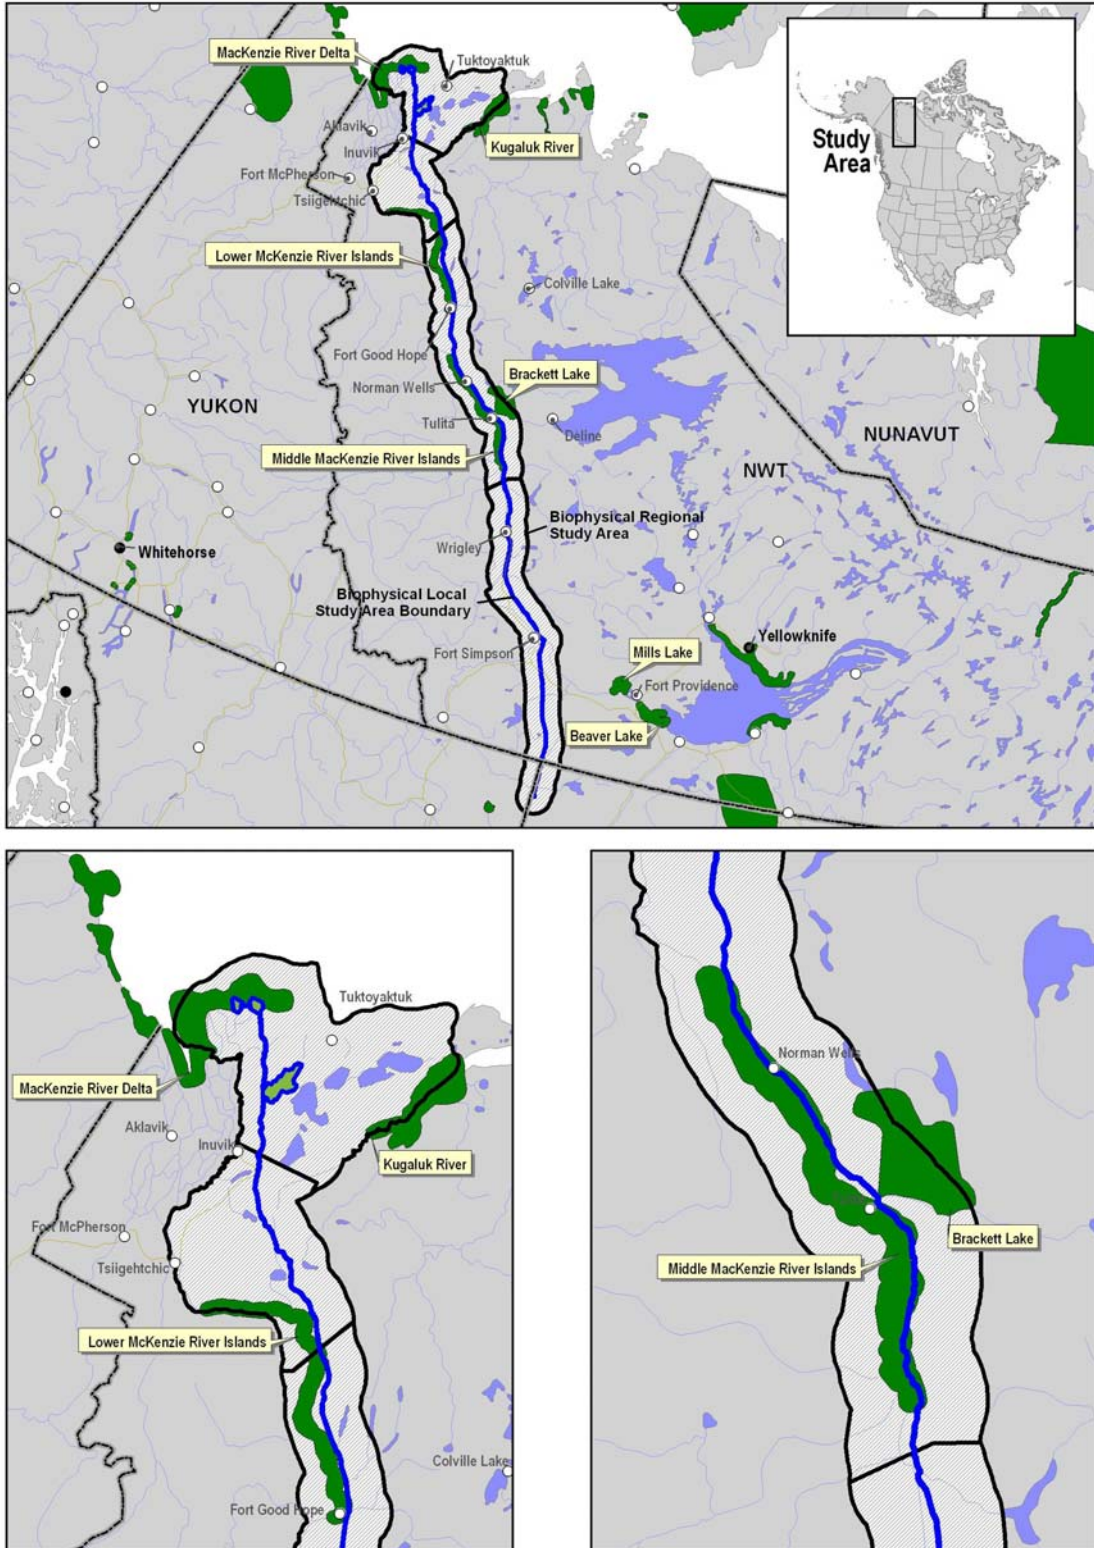 MacKenzie River Delta
Tuktoyaktuk
Study
Area
Aklavik
Kugaluk River
Inuvik
Fort McPherson
Tsiigehtchic
Lower McKenzie River Islands
Colville Lake
Fort Good Hope
Brackett Lake
Norman Wells
YUKON
Tulita
Deline
NUNAVUT
Middle MacKenzie River Islands
NWT
Biophysical Regional
Study Area
Wrigley
Whitehorse
Biophysical Local
Study Area Boundary
Yellowknife
Fort Simpson
Mills Lake
Fort Providence
Beaver Lake
Tuktoyaktuk
MacKenzie River Delta
Aklavik
Inuvik
Kugaluk River
Fort McPherson
Tsiigehtchic
Lower McKenzie River Islands
Colville Lake
Fort Good Hope
Norman Wells
Brackett Lake
Middle MacKenzie River Islands